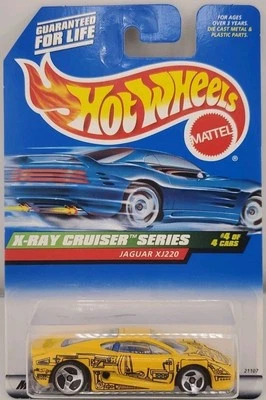 GUARANTEED
FOR LIFE
FOR AGES
OVER 3 YEARS.
DIE CAST METAL &
PLASTIC PARTS.
Hot Wheels
MATTEL
X-RAY CRUISER™ SERIES
JAGUAR XJ220
#4 OF
4 CARS
21107